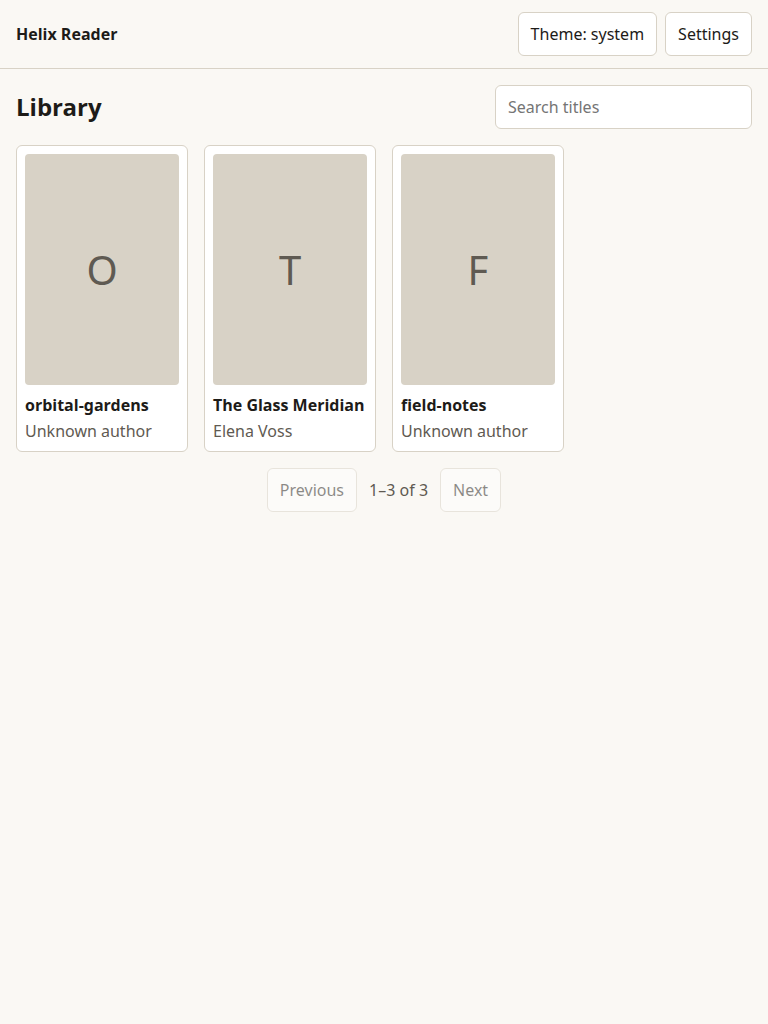 Helix Reader
Theme: system
Settings
Library
Search titles
O
T
F
orbital-gardens
The Glass Meridian
field-notes
Unknown author
Elena Voss
Unknown author
Previous
1–3 of 3
Next